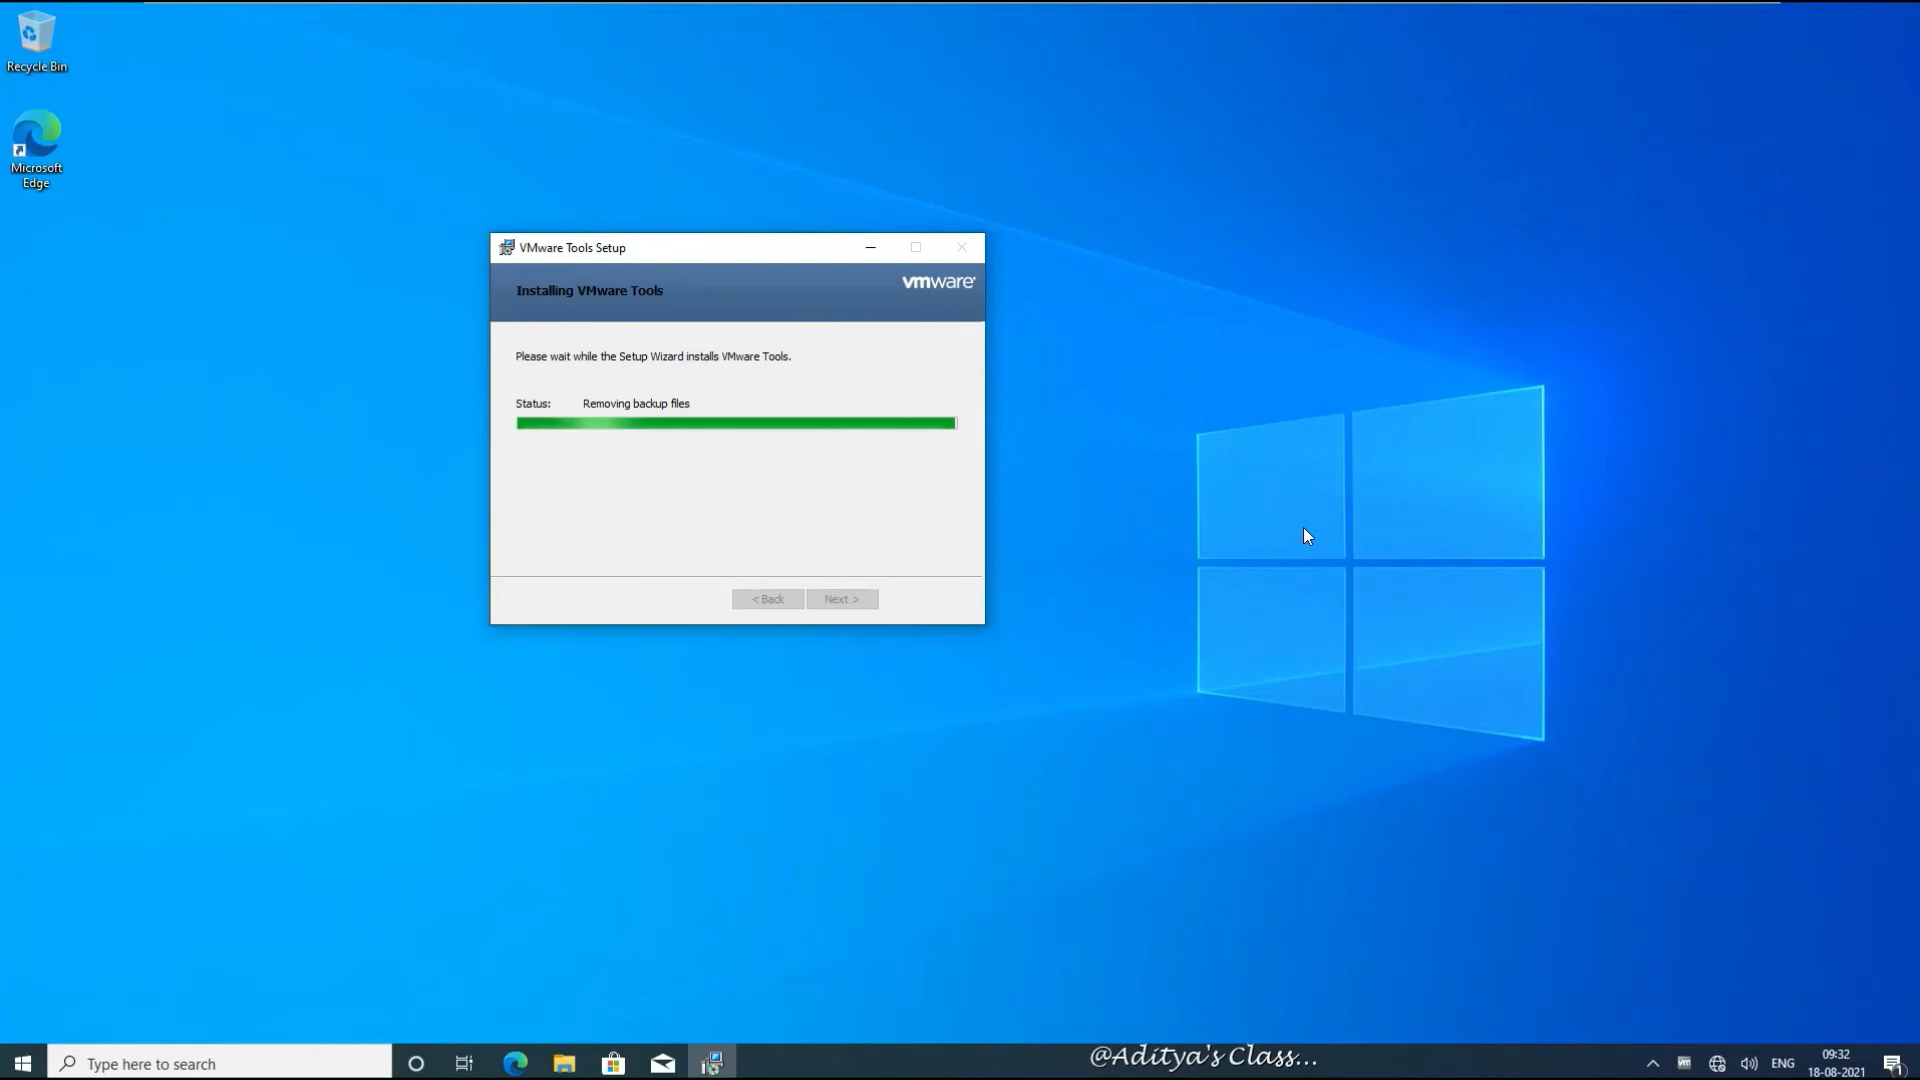 Recycle Bin
Microsoft
Edge
VMware Tools Setup
vmware
Installing VMware Tools
Please wait while the Setup Wizard installs VMware Tools.
Status: Removing backup files
< Back Next >
Type here to search
@Aditya's Class...
vm
ENG
09:32
18-08-2021
1